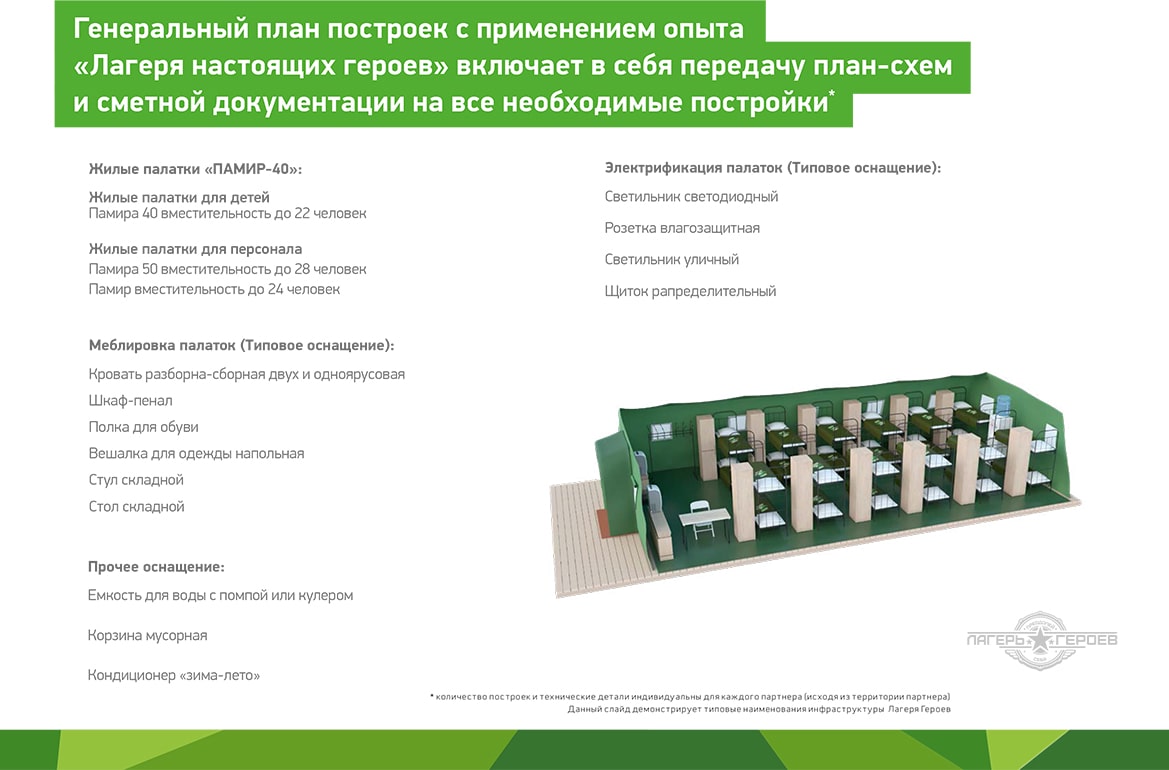 Генеральный план построек с применением опыта
«Лагеря настоящих героев» включает в себя передачу план-схем
и сметной документации на все необходимые постройки*
Жилые палатки «ПАМИР-40»:
Жилые палатки для детей
Памира 40 вместительность до 22 человек
Жилые палатки для персонала
Памира 50 вместительность до 28 человек
Памир вместительность до 24 человек
Меблировка палаток (Типовое оснащение):
Кровать разборна-сборная двух и одноярусовая
Шкаф-пенал
Полка для обуви
Вешалка для одежды напольная
Стул складной
Стол складной
Прочее оснащение:
Емкость для воды с помпой или кулером
Корзина мусорная
Кондиционер «зима-лето»
Электрификация палаток (Типовое оснащение):
Светильник светодиодный
Розетка влагозащитная
Светильник уличный
Щиток рапределительный
ЛАГЕРЬ ГЕРОЕВ
* количество построек и технические детали индивидуальны для каждого партнера (исходя из территории партнера)
Данный слайд демонстрирует типовые наименования инфраструктуры Лагеря Героев